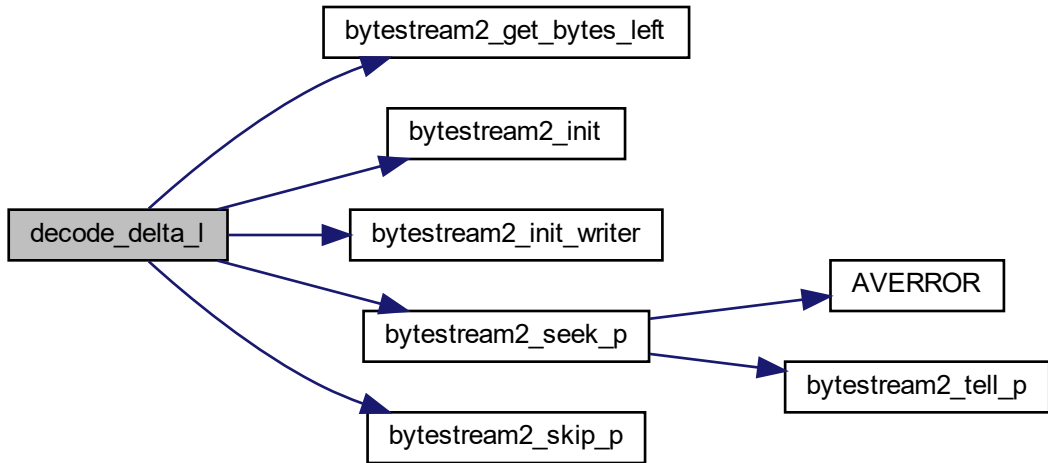 bytestream2_get_bytes_left
bytestream2_init
decode_delta_l
bytestream2_init_writer
AVERROR
bytestream2_seek_p
bytestream2_tell_p
bytestream2_skip_p